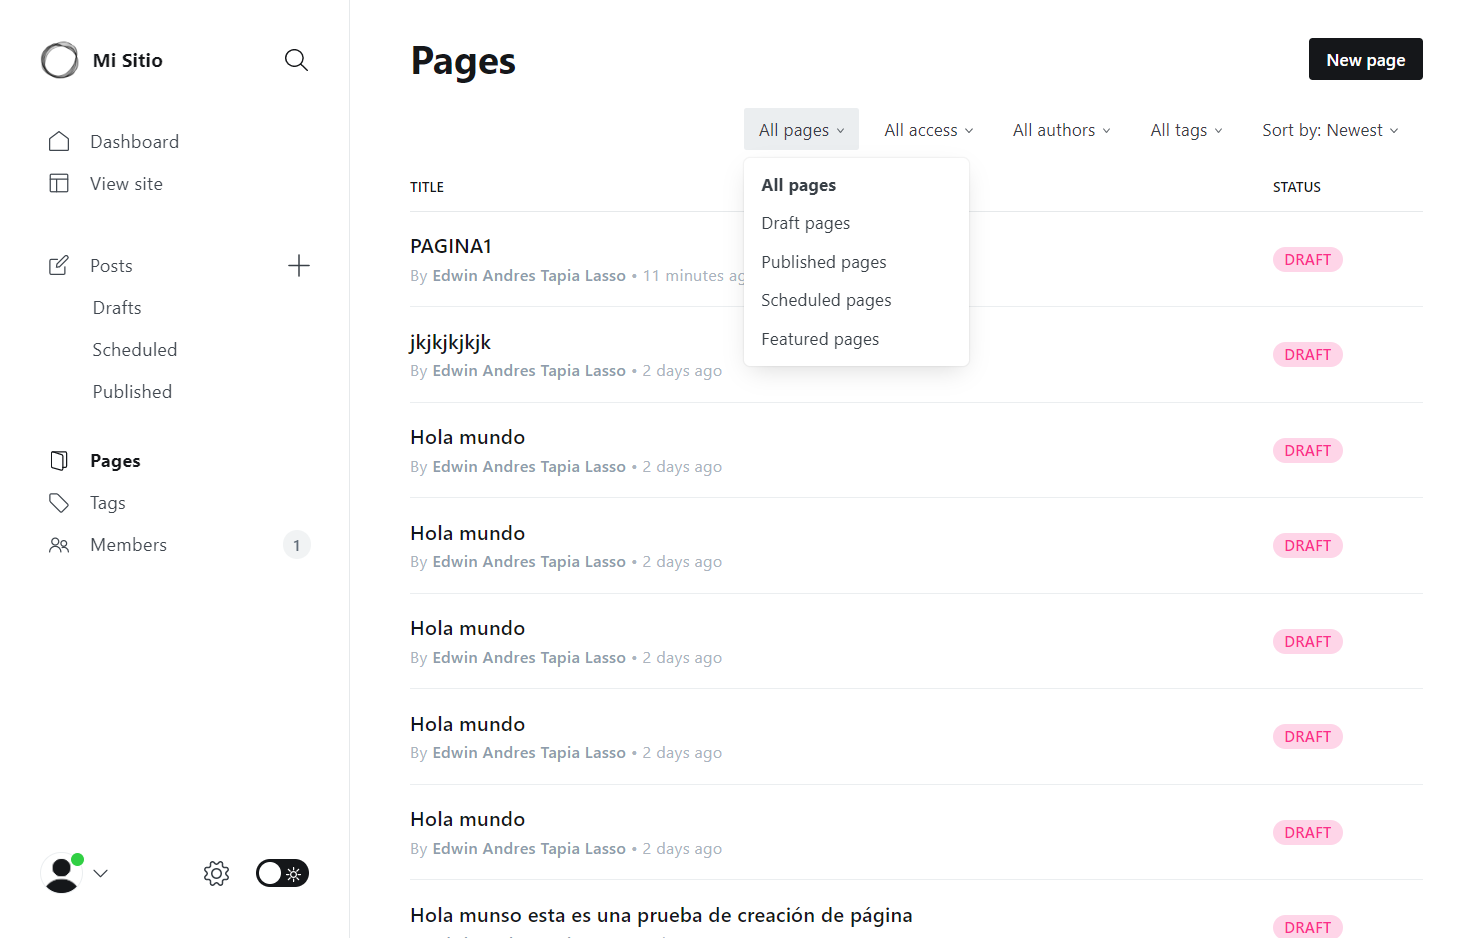 Mi Sitio
Dashboard
View site
Posts
Drafts
Scheduled
Published
Pages
Tags
Members
1
Pages
New page
All pages
All access
All authors
All tags
Sort by: Newest
All pages
Draft pages
Published pages
Scheduled pages
Featured pages
TITLE
STATUS
PAGINA1
DRAFT
By Edwin Andres Tapia Lasso • 11 minutes
jkjkjkjkjk
DRAFT
By Edwin Andres Tapia Lasso • 2 days ago
Hola mundo
DRAFT
By Edwin Andres Tapia Lasso • 2 days ago
Hola mundo
DRAFT
By Edwin Andres Tapia Lasso • 2 days ago
Hola mundo
DRAFT
By Edwin Andres Tapia Lasso • 2 days ago
Hola mundo
DRAFT
By Edwin Andres Tapia Lasso • 2 days ago
Hola mundo
DRAFT
By Edwin Andres Tapia Lasso • 2 days ago
Hola munso esta es una prueba de creación de página
DRAFT